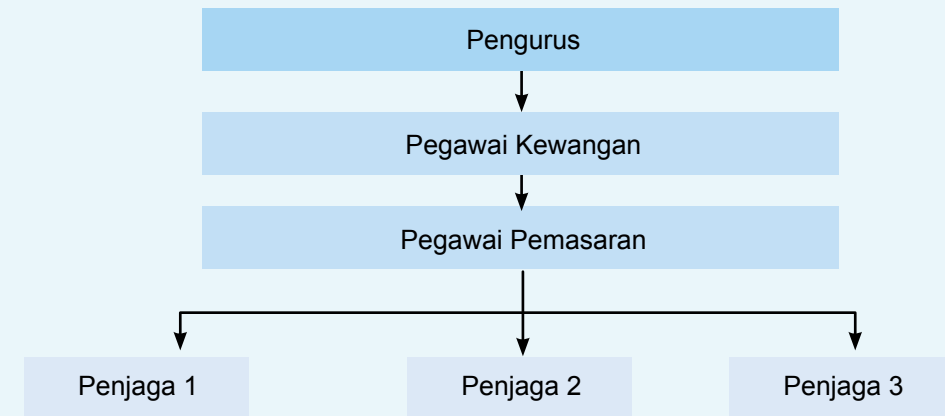 Pengurus
Pegawai Kewangan
Pegawai Pemasaran
Penjaga 1
Penjaga 2
Penjaga 3